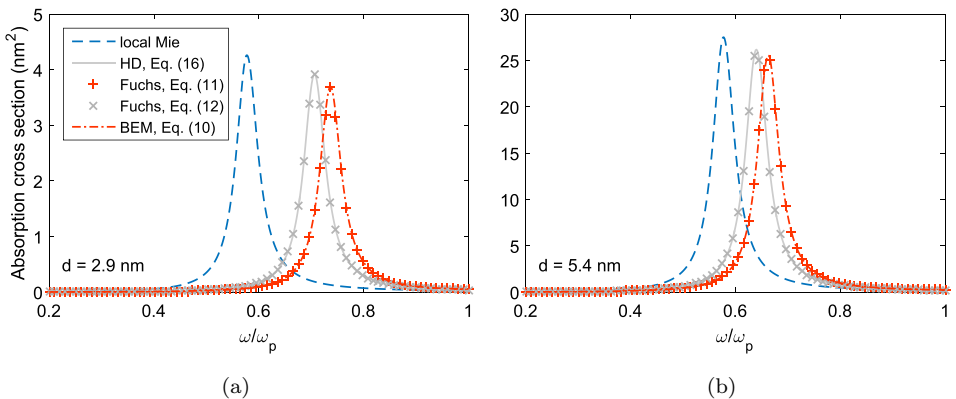 Absorption cross section (nm²)
5
4
3
2
1
0
local Mie
HD, Eq. (16)
Fuchs, Eq. (11)
Fuchs, Eq. (12)
BEM, Eq. (10)
d = 2.9 nm
0.2 0.4 0.6 0.8 1
ω/ωₚ
(a)
30
25
20
15
10
5
0
d = 5.4 nm
0.2 0.4 0.6 0.8 1
ω/ωₚ
(b)